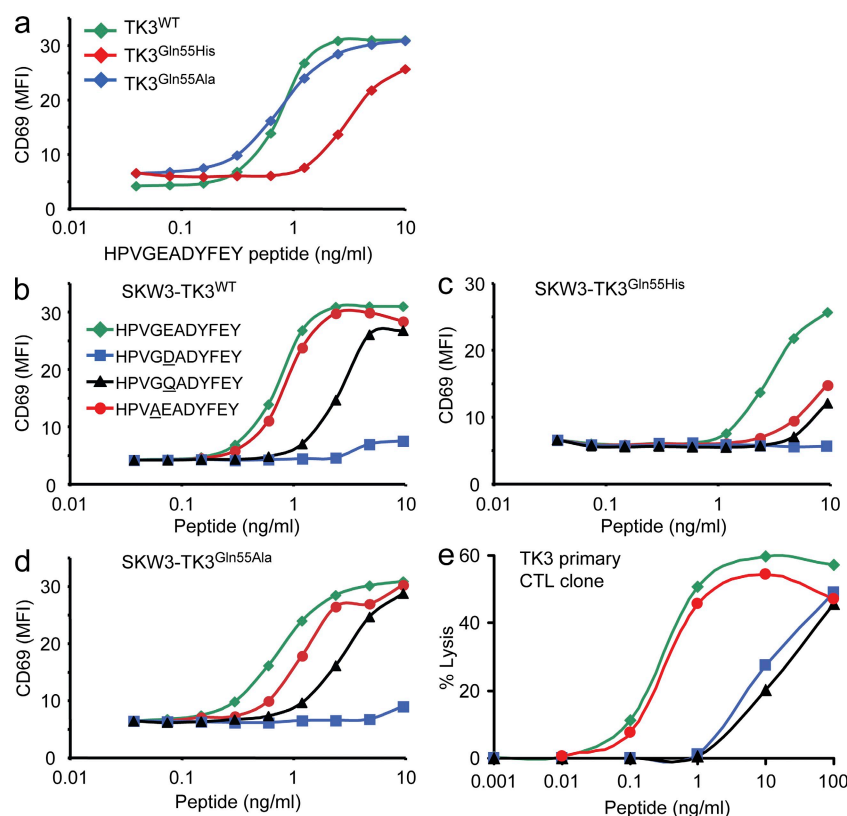 a
TK3WT
TK3Gln55His
TK3Gln55Ala
CD69 (MFI)
30
20
10
0
0.01
0.1
1
10
HPVGEADYFEY peptide (ng/ml)
b
SKW3-TK3WT
HPVGEADYFEY
HPVGDADYFEY
HPVGQADYFEY
HPVAEADYFEY
CD69 (MFI)
30
20
10
0
0.01
0.1
1
10
Peptide (ng/ml)
c
SKW3-TK3Gln55His
CD69 (MFI)
30
20
10
0
0.01
0.1
1
10
Peptide (ng/ml)
d
SKW3-TK3Gln55Ala
CD69 (MFI)
30
20
10
0
0.01
0.1
1
10
Peptide (ng/ml)
e
TK3 primary
CTL clone
% Lysis
60
40
20
0
0.001
0.01
0.1
1
10
100
Peptide (ng/ml)